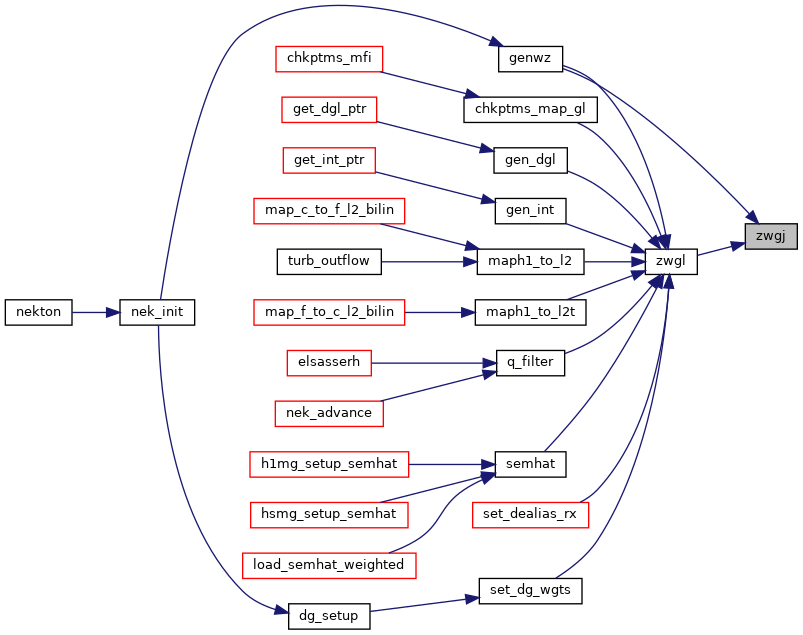 genwz
chkptms_mfi
chkptms_map_gl
get_dgl_ptr
gen_dgl
get_int_ptr
gen_int
map_c_to_f_l2_bilin
zwgj
turb_outflow
maph1_to_l2
zwgl
nekton
nek_init
map_f_to_c_l2_bilin
maph1_to_l2t
elsasserh
q_filter
nek_advance
h1mg_setup_semhat
semhat
hsmg_setup_semhat
set_dealias_rx
load_semhat_weighted
set_dg_wgts
dg_setup